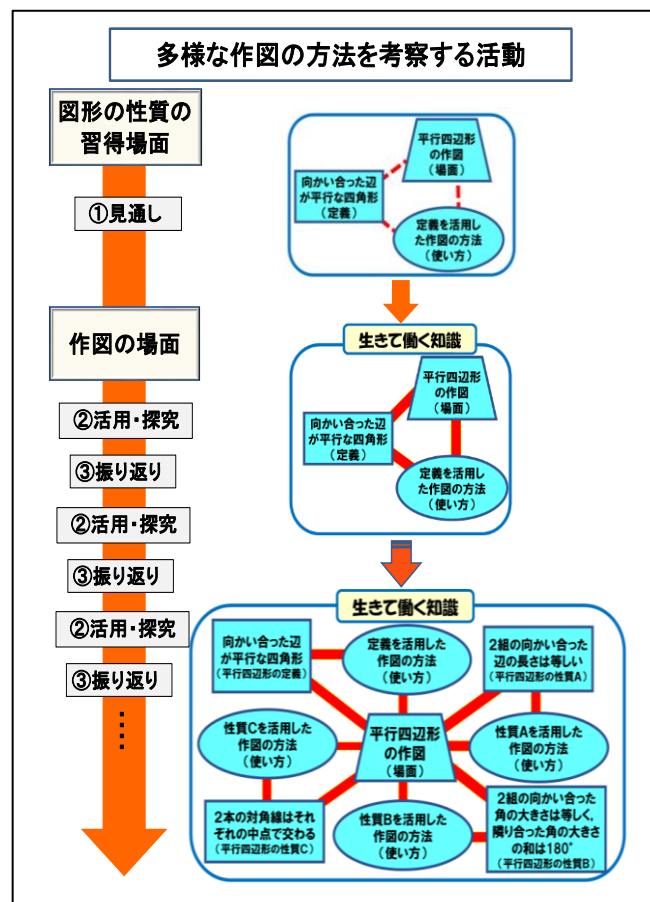 多様な作図の方法を考察する活動
図形の性質の
習得場面
①見通し
作図の場面
②活用・探究
③振り返り
②活用・探究
③振り返り
②活用・探究
③振り返り
平行四辺形
の作図
(場面)
向かい合った辺
が平行な四角形
(定義)
定義を活用し
た作図の方法
(使い方)
生きて働く知識
平行四辺形
の作図
(場面)
向かい合った辺
が平行な四角形
(定義)
定義を活用し
た作図の方法
(使い方)
生きて働く知識
向かい合った辺
が平行な四角形
(平行四辺形の定義)
定義を活用した
作図の方法
(使い方)
2組の向かい合った
辺の長さは等しい
(平行四辺形の性質A)
性質Cを活用した
作図の方法
(使い方)
平行四辺形
の作図
(場面)
性質Aを活用した
作図の方法
(使い方)
2本の対角線はそれ
ぞれの中点で交わる
(平行四辺形の性質C)
性質Bを活用した
作図の方法
(使い方)
2組の向かい合った
角の大きさは等しく,
隣り合った角の大きさ
の和は180°
(平行四辺形の性質B)